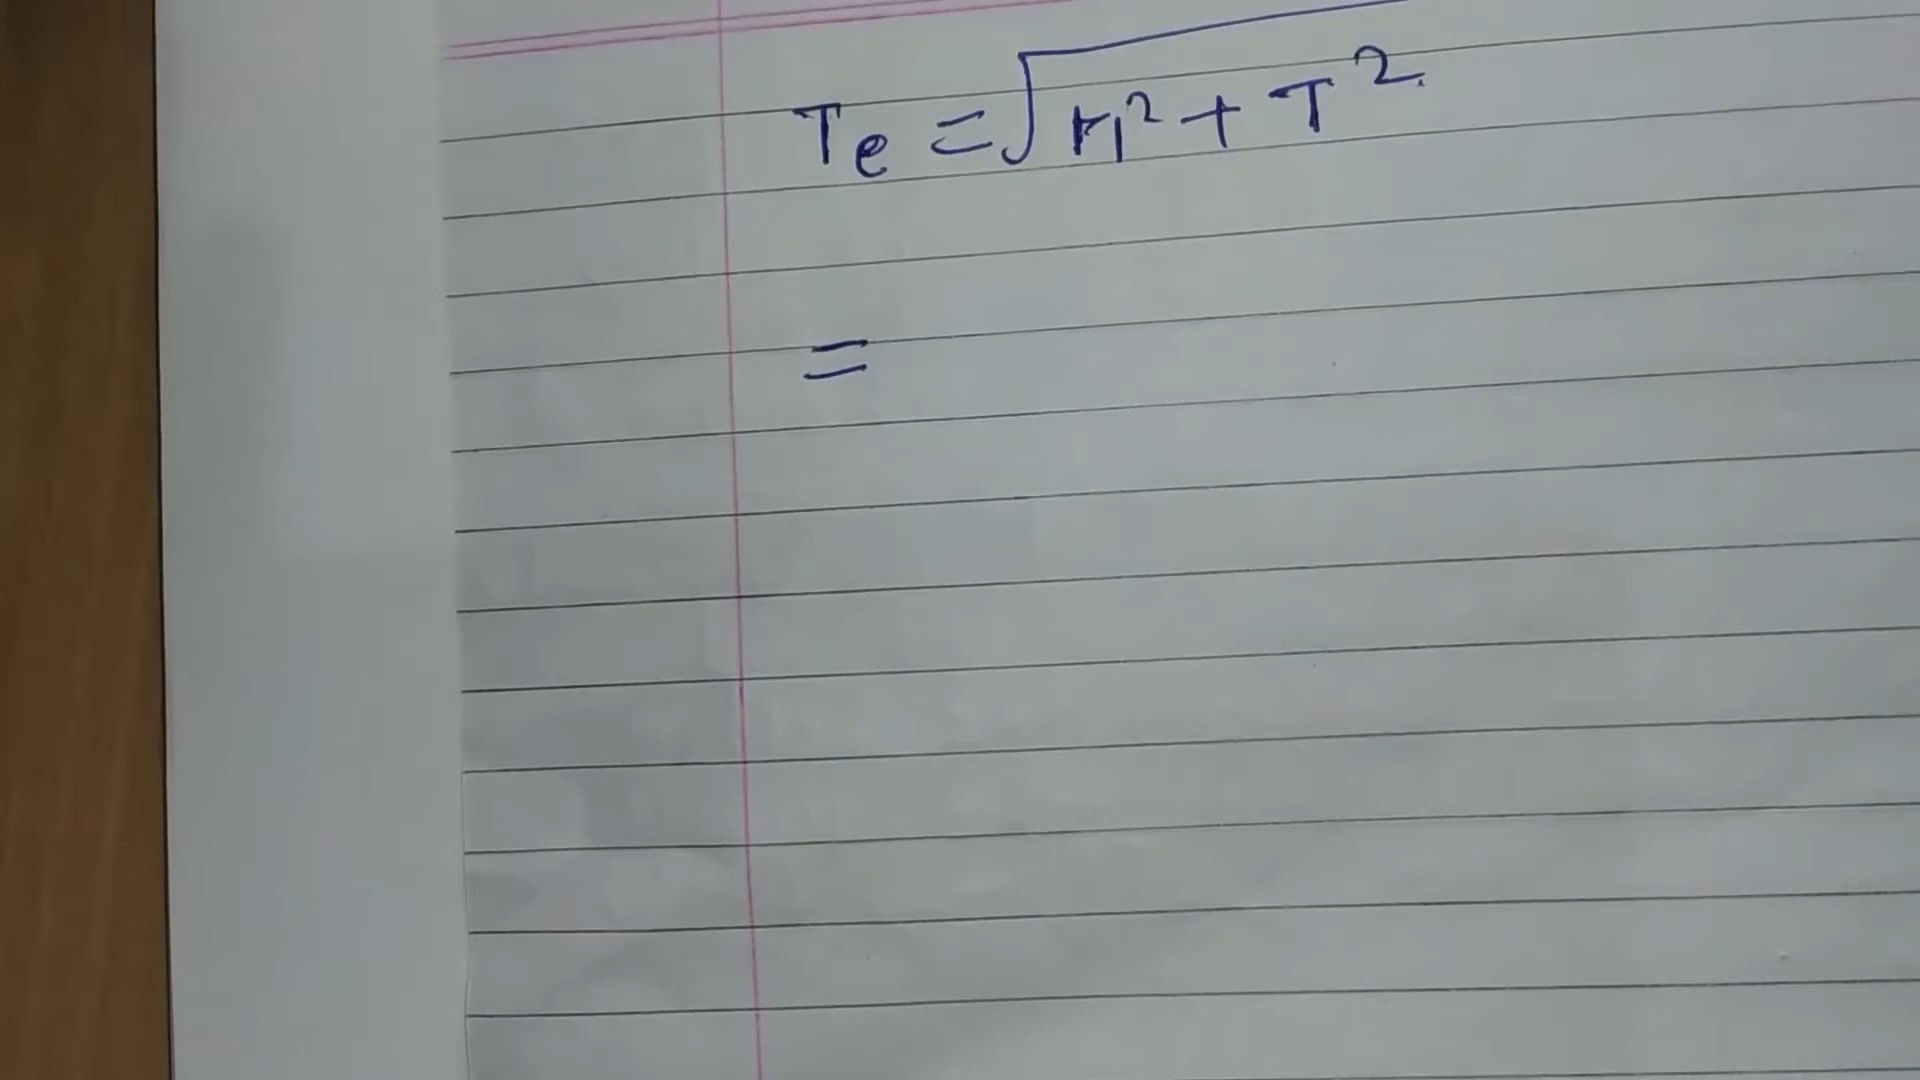 Te = √M² + T²
=